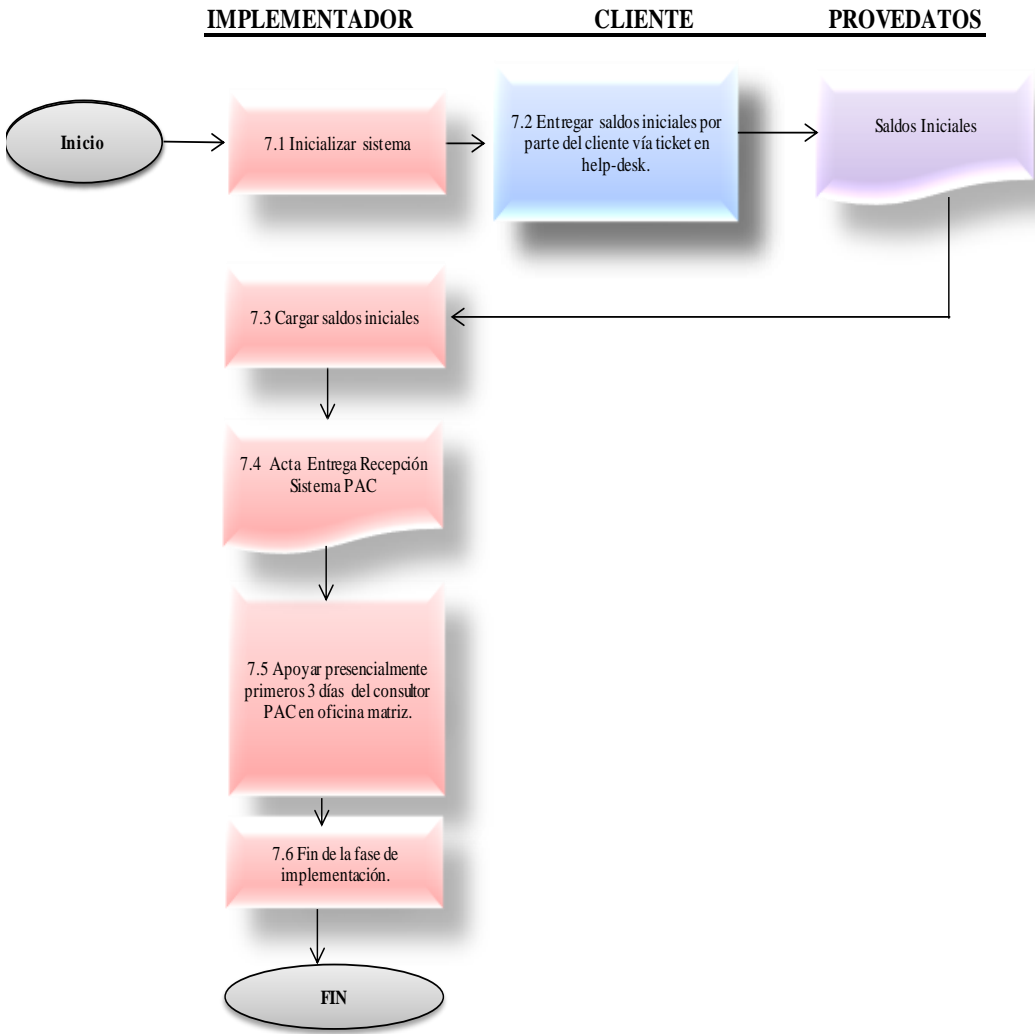 IMPLEMENTADOR CLIENTE PROVEDATOS
Inicio
7.1 Inicializar sistema
7.2 Entregar saldos iniciales por
parte del cliente vía ticket en
help-desk.
Saldos Iniciales
7.3 Cargar saldos iniciales
7.4 Acta Entrega Recepción
Sistema PAC
7.5 Apoyar presencialmente
primeros 3 días del consultor
PAC en oficina matriz.
7.6 Fin de la fase de
implementación.
FIN